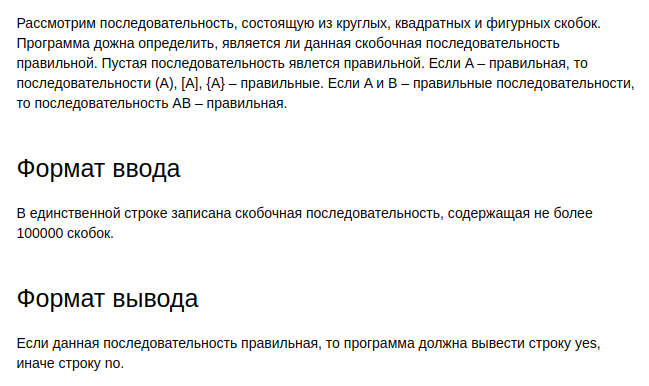 Рассмотрим последовательность, состоящую из круглых, квадратных и фигурных скобок.
Программа дожна определить, является ли данная скобочная последовательность
правильной. Пустая последовательность явлется правильной. Если A – правильная, то
последовательности (A), [A], {A} – правильные. Если A и B – правильные последовательности,
то последовательность AB – правильная.
Формат ввода
В единственной строке записана скобочная последовательность, содержащая не более
100000 скобок.
Формат вывода
Если данная последовательность правильная, то программа должна вывести строку yes,
иначе строку no.